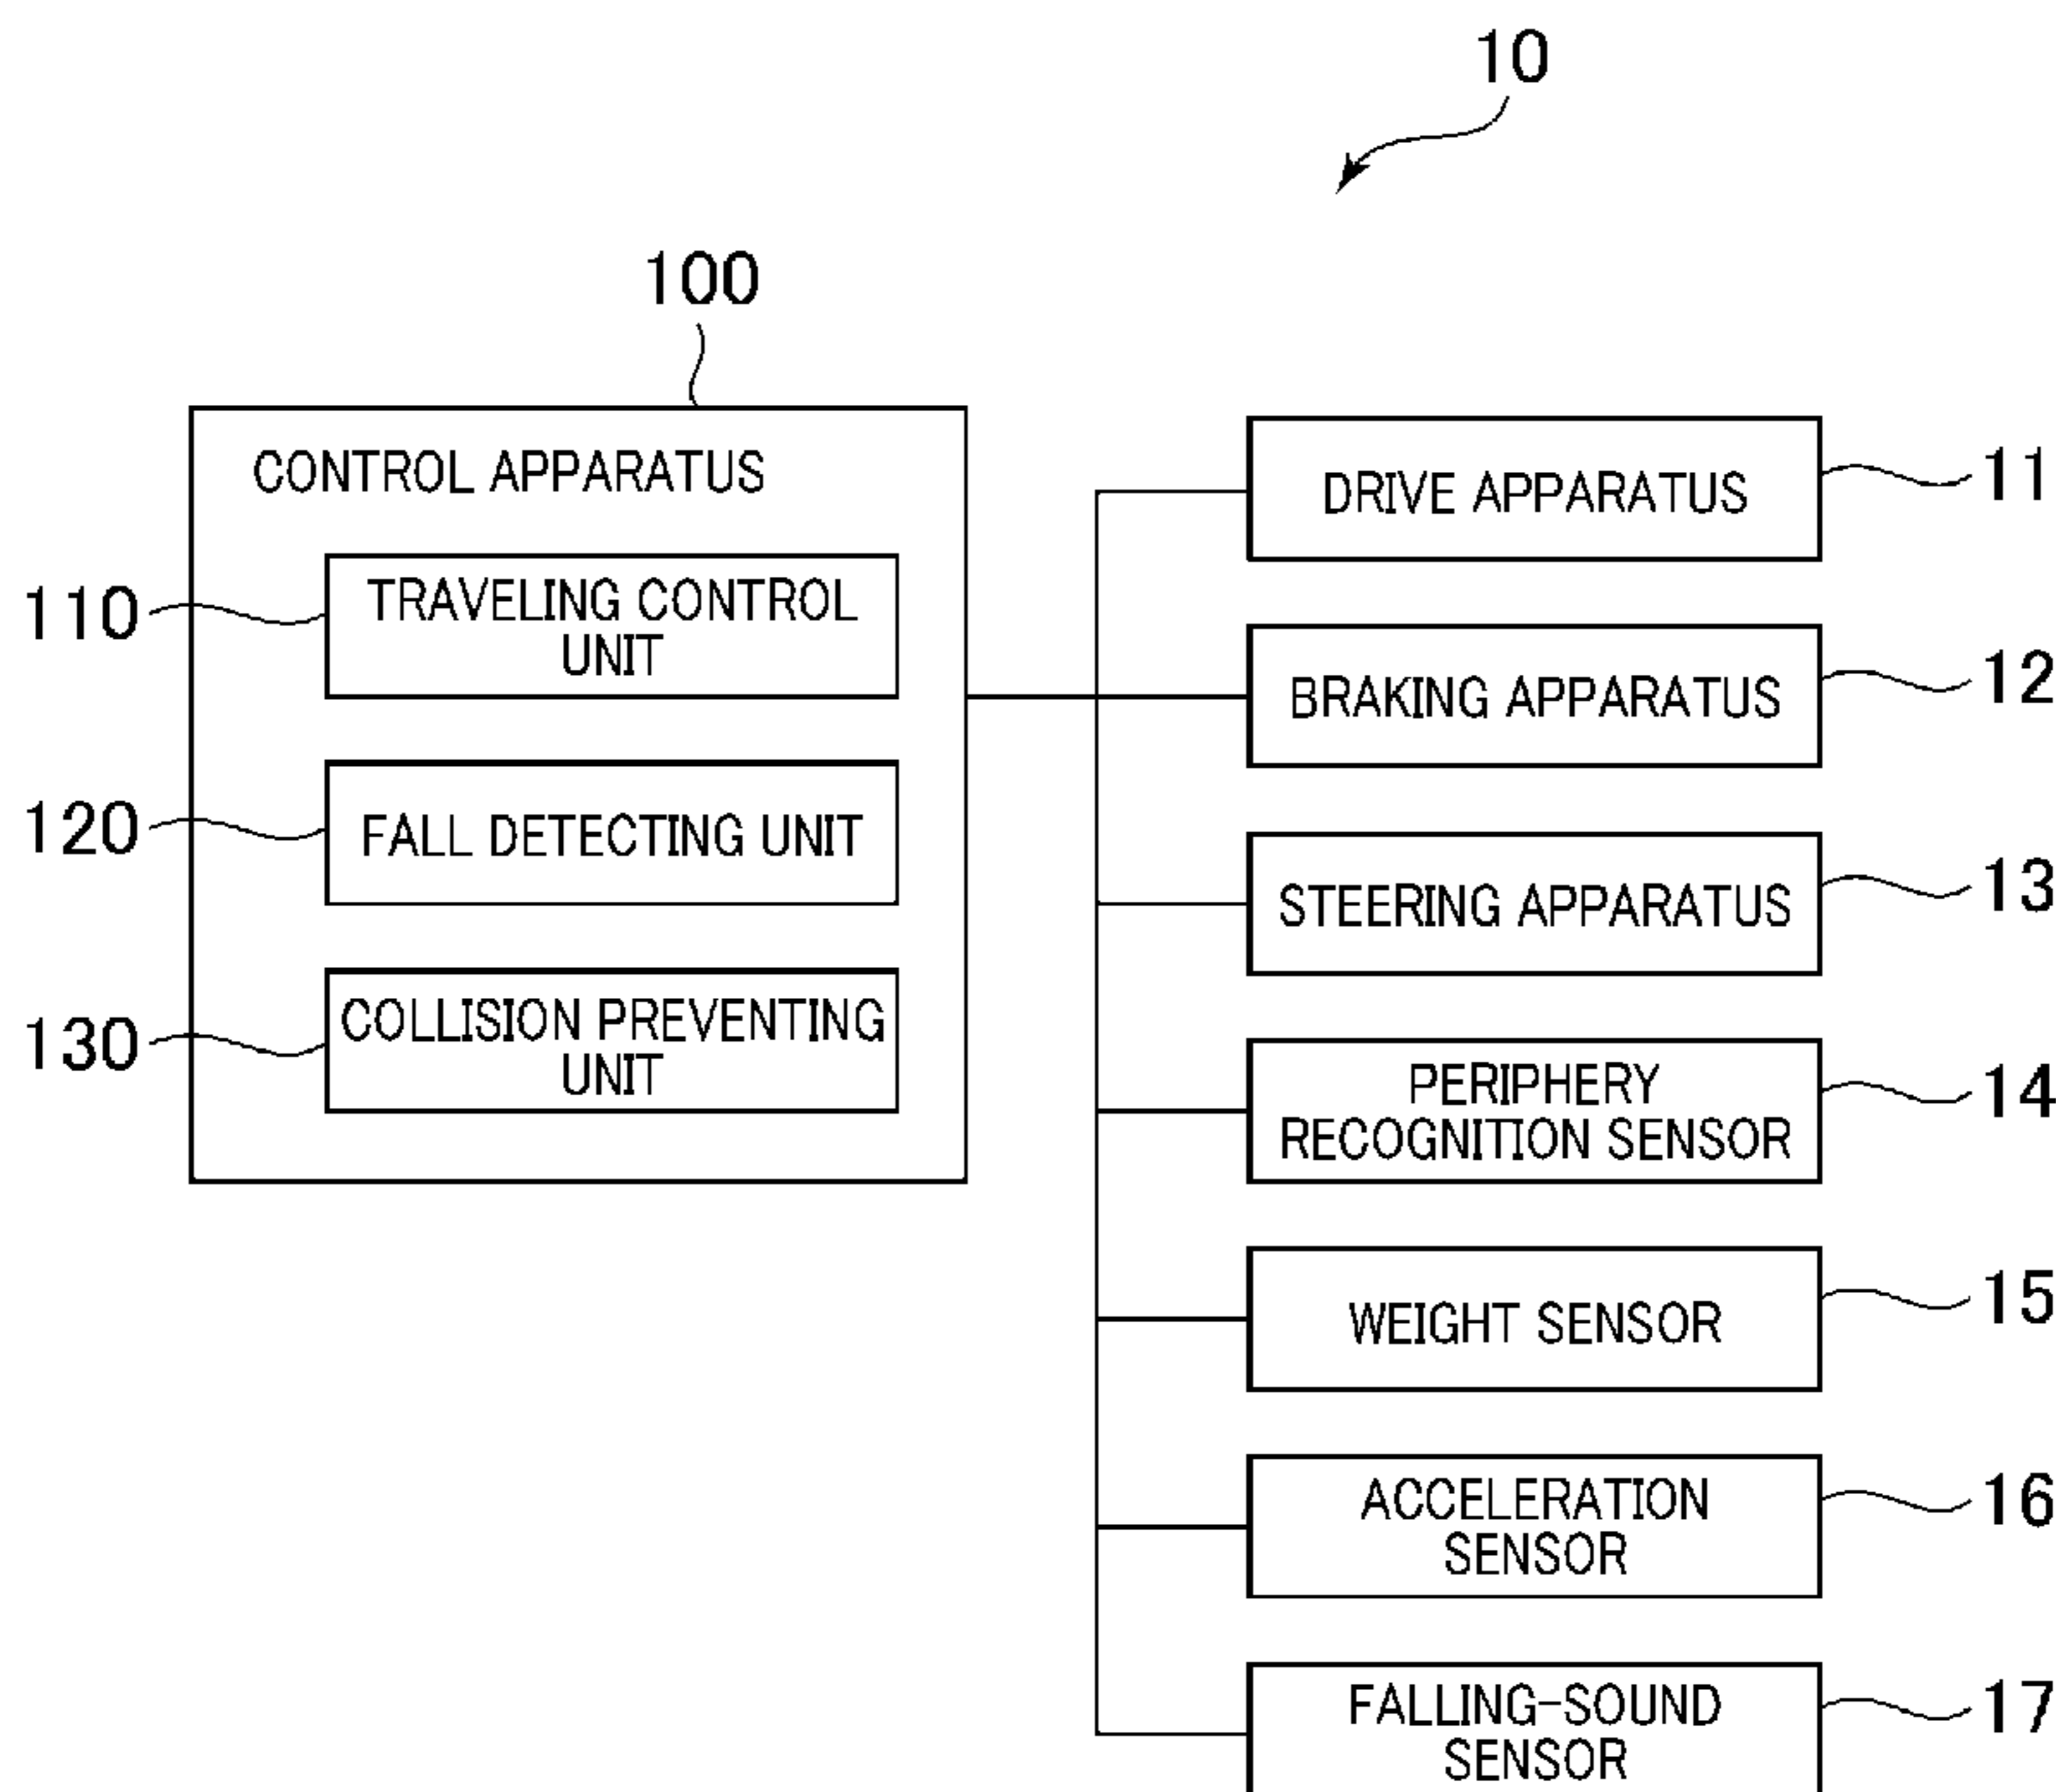 10
100
CONTROL APPARATUS
110
TRAVELING CONTROL
UNIT
120
FALL DETECTING UNIT
130
COLLISION PREVENTING
UNIT
DRIVE APPARATUS
11
BRAKING APPARATUS
12
STEERING APPARATUS
13
PERIPHERY
RECOGNITION SENSOR
14
WEIGHT SENSOR
15
ACCELERATION
SENSOR
16
FALLING-SOUND
SENSOR
17